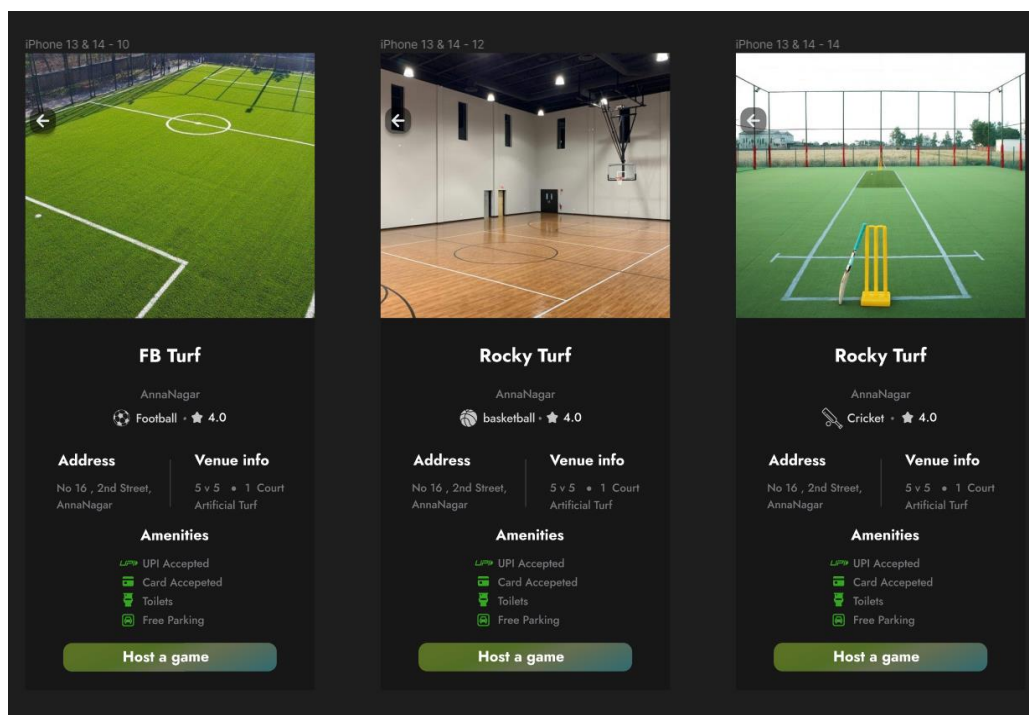 iPhone 13 & 14 - 10
FB Turf
AnnaNagar
Football • 4.0
Address
No 16 , 2nd Street,
AnnaNagar
Venue info
5 v 5 • 1 Court
Artificial Turf
Amenities
UPI UPI Accepted
Card Accepeted
Toilets
Free Parking
Host a game
iPhone 13 & 14 - 12
Rocky Turf
AnnaNagar
basketball • 4.0
Address
No 16 , 2nd Street,
AnnaNagar
Venue info
5 v 5 • 1 Court
Artificial Turf
Amenities
UPI UPI Accepted
Card Accepeted
Toilets
Free Parking
Host a game
iPhone 13 & 14 - 14
Rocky Turf
AnnaNagar
Cricket • 4.0
Address
No 16 , 2nd Street,
AnnaNagar
Venue info
5 v 5 • 1 Court
Artificial Turf
Amenities
UPI UPI Accepted
Card Accepeted
Toilets
Free Parking
Host a game